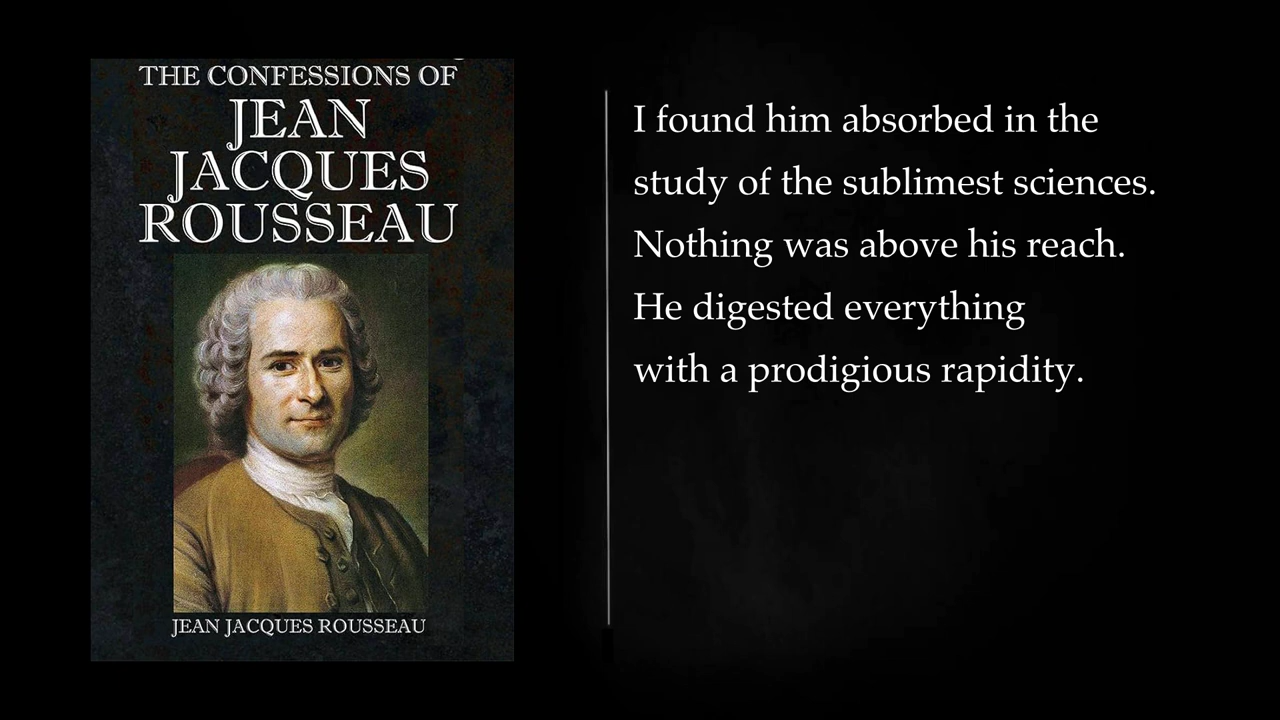 THE CONFESSIONS OF
JEAN
JACQUES
ROUSSEAU
JEAN JACQUES ROUSSEAU
I found him absorbed in the
study of the sublimest sciences.
Nothing was above his reach.
He digested everything
with a prodigious rapidity.